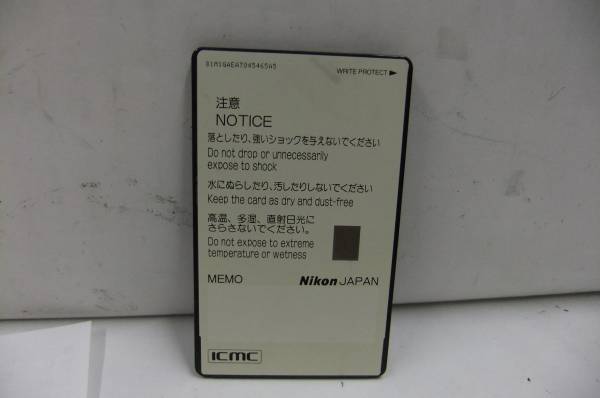 01M1GAEA7045465A5
WRITE PROTECT ▶
注意
NOTICE
落としたり、強いショックを与えないでください
Do not drop or unnecessarily
expose to shock
水にぬらしたり、汚したりしないでください
Keep the card as dry and dust-free
高温、多湿、直射日光に
さらさないでください。
Do not expose to extreme
temperature or wetness
MEMO
Nikon JAPAN
ICMC